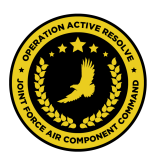 OPERATION ACTIVE RESOLVE
JOINT FORCE AIR COMPONENT COMMAND